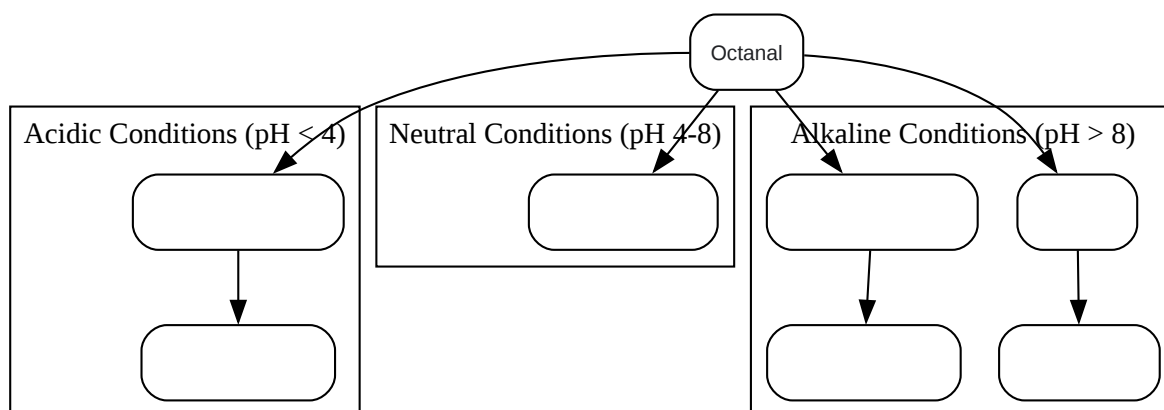 Octanal
Acidic Conditions (pH < 4)
Neutral Conditions (pH 4-8)
Alkaline Conditions (pH > 8)